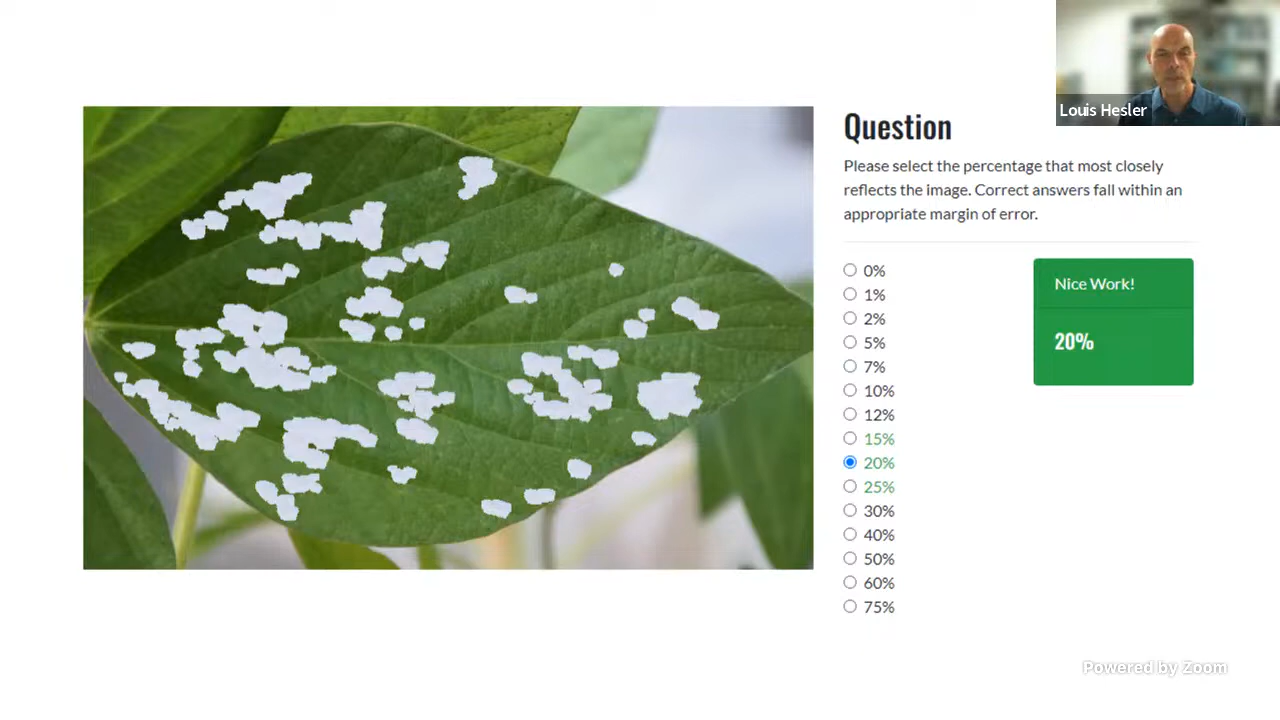 Louis Hesler
Question
Please select the percentage that most closely
reflects the image. Correct answers fall within an
appropriate margin of error.
0%
1%
2%
5%
7%
10%
12%
15%
20%
25%
30%
40%
50%
60%
75%
Nice Work!
20%
Powered by Zoom